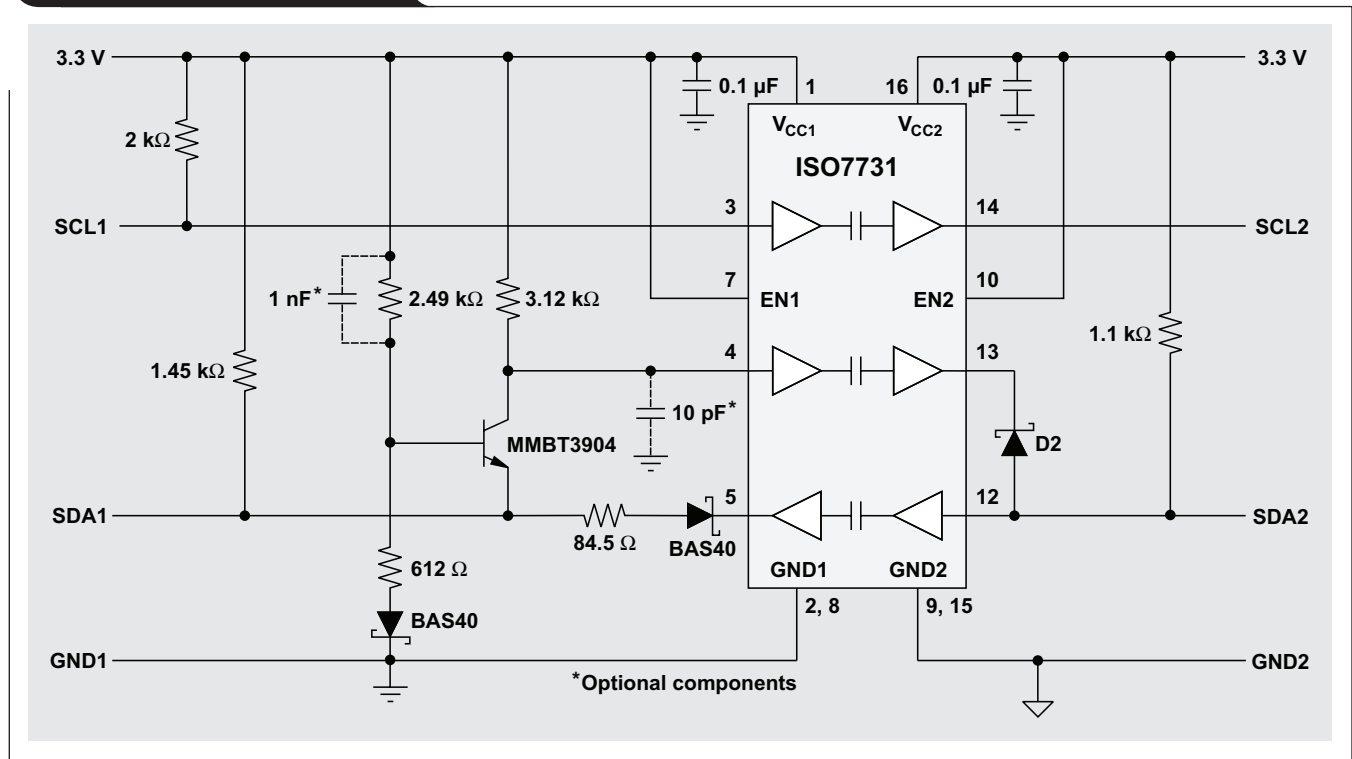 3.3 V
0.1 µF
1
16
0.1 µF
3.3 V
V_CC1
V_CC2
2 kΩ
ISO7731
3
14
SCL1
SCL2
7
10
1 nF*
2.49 kΩ
3.12 kΩ
EN1
EN2
1.1 kΩ
4
13
1.45 kΩ
10 pF*
MMBT3904
D2
5
12
SDA1
SDA2
84.5 Ω
BAS40
GND1
GND2
612 Ω
2, 8
9, 15
BAS40
GND1
GND2
*Optional components